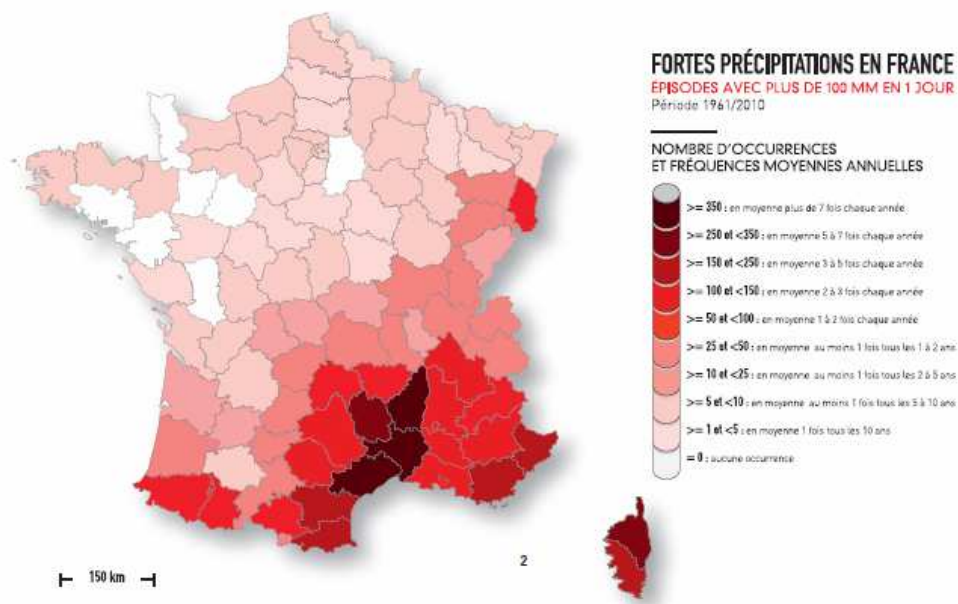 FORTES PRÉCIPITATIONS EN FRANCE
ÉPISODES AVEC PLUS DE 100 MM EN 1 JOUR
Période 1961/2010
NOMBRE D'OCCURRENCES
ET FRÉQUENCES MOYENNES ANNUELLES
>= 350 : en moyenne plus de 7 fois chaque année
>= 250 et <350 : en moyenne 5 à 7 fois chaque année
>= 150 et <250 : en moyenne 3 à 5 fois chaque année
>= 100 et <150 : en moyenne 2 à 3 fois chaque année
>= 50 et <100 : en moyenne 1 à 2 fois chaque année
>= 25 et <50 : en moyenne au moins 1 fois tous les 1 à 2 ans
>= 10 et <25 : en moyenne au moins 1 fois tous les 2 à 5 ans
>= 5 et <10 : en moyenne au moins 1 fois tous les 5 à 10 ans
>= 1 et <5 : en moyenne 1 fois tous les 10 ans
= 0 : aucune occurrence
2
150 km